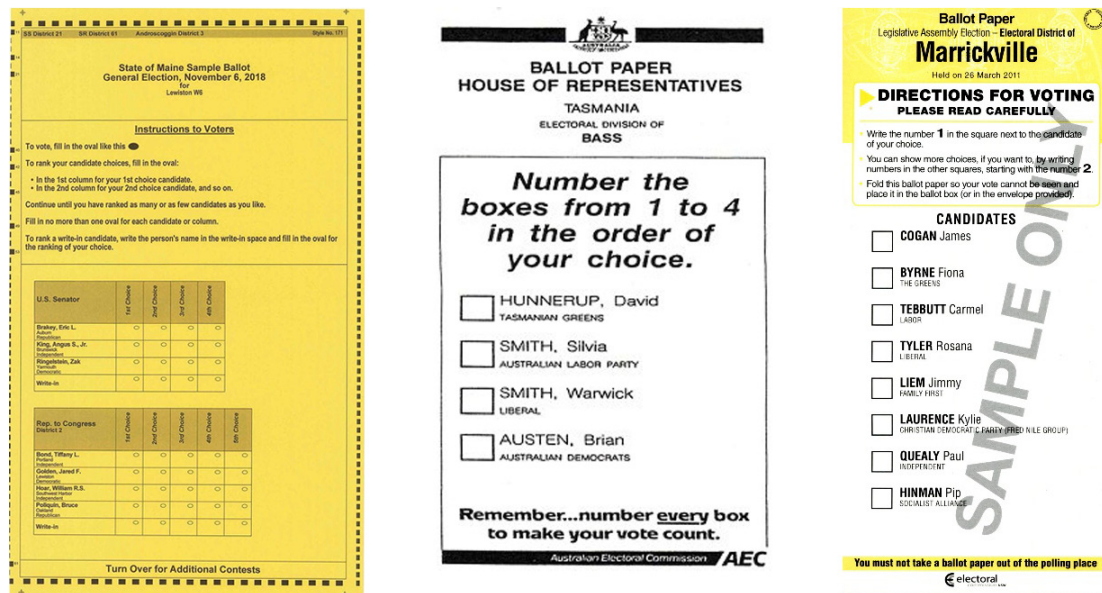 SS District 21 SR District 61 Androscoggin District 3 Style No. 171
State of Maine Sample Ballot
General Election, November 6, 2018
for
Lewiston W6
Instructions to Voters
To vote, fill in the oval like this
To rank your candidate choices, fill in the oval:
• In the 1st column for your 1st choice candidate.
• In the 2nd column for your 2nd choice candidate, and so on.
Continue until you have ranked as many or as few candidates as you like.
Fill in no more than one oval for each candidate or column.
To rank a write-in candidate, write the person's name in the write-in space and fill in the oval for
the ranking of your choice.
U.S. Senator 1st Choice 2nd Choice 3rd Choice 4th Choice
Brakey, Eric L.
Auburn
Republican
King, Angus S., Jr.
Brunswick
Independent
Ringelstein, Zak
Yarmouth
Democratic
Write-in
Rep. to Congress
District 2
1st Choice 2nd Choice 3rd Choice 4th Choice 5th Choice
Bond, Tiffany L.
Portland
Independent
Golden, Jared F.
Lewiston
Democratic
Hoar, William R.S.
Southwest Harbor
Independent
Poliquin, Bruce
Oakland
Republican
Write-in
Turn Over for Additional Contests
AUSTRALIA
BALLOT PAPER
HOUSE OF REPRESENTATIVES
TASMANIA
ELECTORAL DIVISION OF
BASS
Number the
boxes from 1 to 4
in the order of
your choice.
HUNNERUP, David
TASMANIAN GREENS
SMITH, Silvia
AUSTRALIAN LABOR PARTY
SMITH, Warwick
LIBERAL
AUSTEN, Brian
AUSTRALIAN DEMOCRATS
Remember...number every box
to make your vote count.
Australian Electoral Commission AEC
Ballot Paper
Legislative Assembly Election – Electoral District of
Marrickville
Held on 26 March 2011
DIRECTIONS FOR VOTING
PLEASE READ CAREFULLY
Write the number 1 in the square next to the candidate
of your choice.
You can show more choices, if you want to, by writing
numbers in the other squares, starting with the number 2.
Fold this ballot paper so your vote cannot be seen and
place it in the ballot box (or in the envelope provided).
CANDIDATES
COGAN James
BYRNE Fiona
THE GREENS
TEBBUTT Carmel
LABOR
TYLER Rosana
LIBERAL
LIEM Jimmy
FAMILY FIRST
LAURENCE Kylie
CHRISTIAN DEMOCRATIC PARTY (FRED NILE GROUP)
QUEALY Paul
INDEPENDENT
HINMAN Pip
SOCIALIST ALLIANCE
SAMPLE ONLY
You must not take a ballot paper out of the polling place
electoral